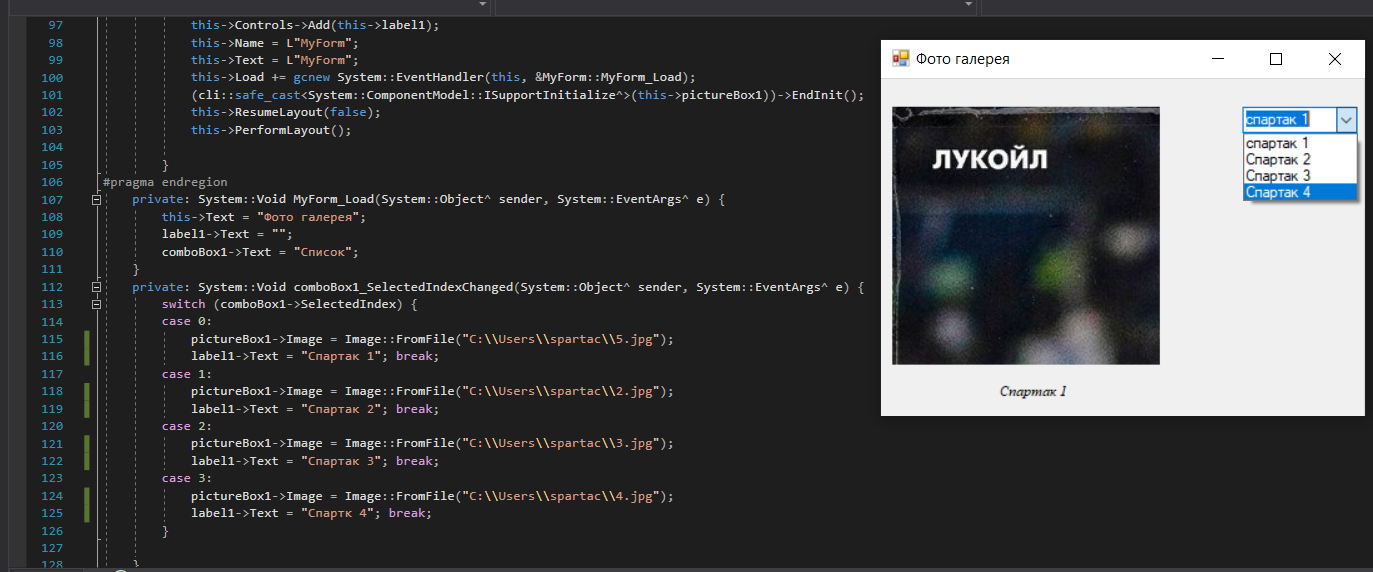 97 this->Controls->Add(this->label1);
98 this->Name = L"MyForm";
99 this->Text = L"MyForm";
100 this->Load += gcnew System::EventHandler(this, &MyForm::MyForm_Load);
101 (cli::safe_cast<System::ComponentModel::ISupportInitialize^>(this->pictureBox1))->EndInit();
102 this->ResumeLayout(false);
103 this->PerformLayout();
104
105 }
106 #pragma endregion
107 private: System::Void MyForm_Load(System::Object^ sender, System::EventArgs^ e) {
108 this->Text = "Фото галерея";
109 label1->Text = "";
110 comboBox1->Text = "Список";
111 }
112 private: System::Void comboBox1_SelectedIndexChanged(System::Object^ sender, System::EventArgs^ e) {
113 switch (comboBox1->SelectedIndex) {
114 case 0:
115 pictureBox1->Image = Image::FromFile("C:\\Users\\spartac\\5.jpg");
116 label1->Text = "Спартак 1"; break;
117 case 1:
118 pictureBox1->Image = Image::FromFile("C:\\Users\\spartac\\2.jpg");
119 label1->Text = "Спартак 2"; break;
120 case 2:
121 pictureBox1->Image = Image::FromFile("C:\\Users\\spartac\\3.jpg");
122 label1->Text = "Спартак 3"; break;
123 case 3:
124 pictureBox1->Image = Image::FromFile("C:\\Users\\spartac\\4.jpg");
125 label1->Text = "Спартк 4"; break;
126 }
127
128 }
Фото галерея
ЛУКОЙЛ
Спартак 1
спартак 1
спартак 1
Спартак 2
Спартак 3
Спартак 4